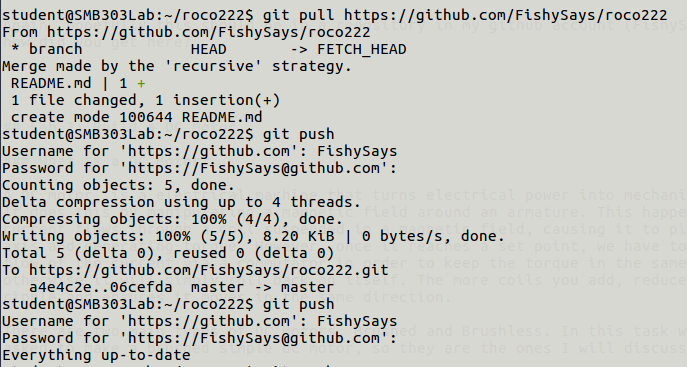 student@SMB303Lab:~/roco222$ git pull https://github.com/FishySays/roco222
From https://github.com/FishySays/roco222
 * branch            HEAD       -> FETCH_HEAD
Merge made by the 'recursive' strategy.
 README.md | 1 +
 1 file changed, 1 insertion(+)
 create mode 100644 README.md
student@SMB303Lab:~/roco222$ git push
Username for 'https://github.com': FishySays
Password for 'https://FishySays@github.com':
Counting objects: 5, done.
Delta compression using up to 4 threads.
Compressing objects: 100% (4/4), done.
Writing objects: 100% (5/5), 8.20 KiB | 0 bytes/s, done.
Total 5 (delta 0), reused 0 (delta 0)
To https://github.com/FishySays/roco222.git
   a4e4c2e..06cefda  master -> master
student@SMB303Lab:~/roco222$ git push
Username for 'https://github.com': FishySays
Password for 'https://FishySays@github.com':
Everything up-to-date